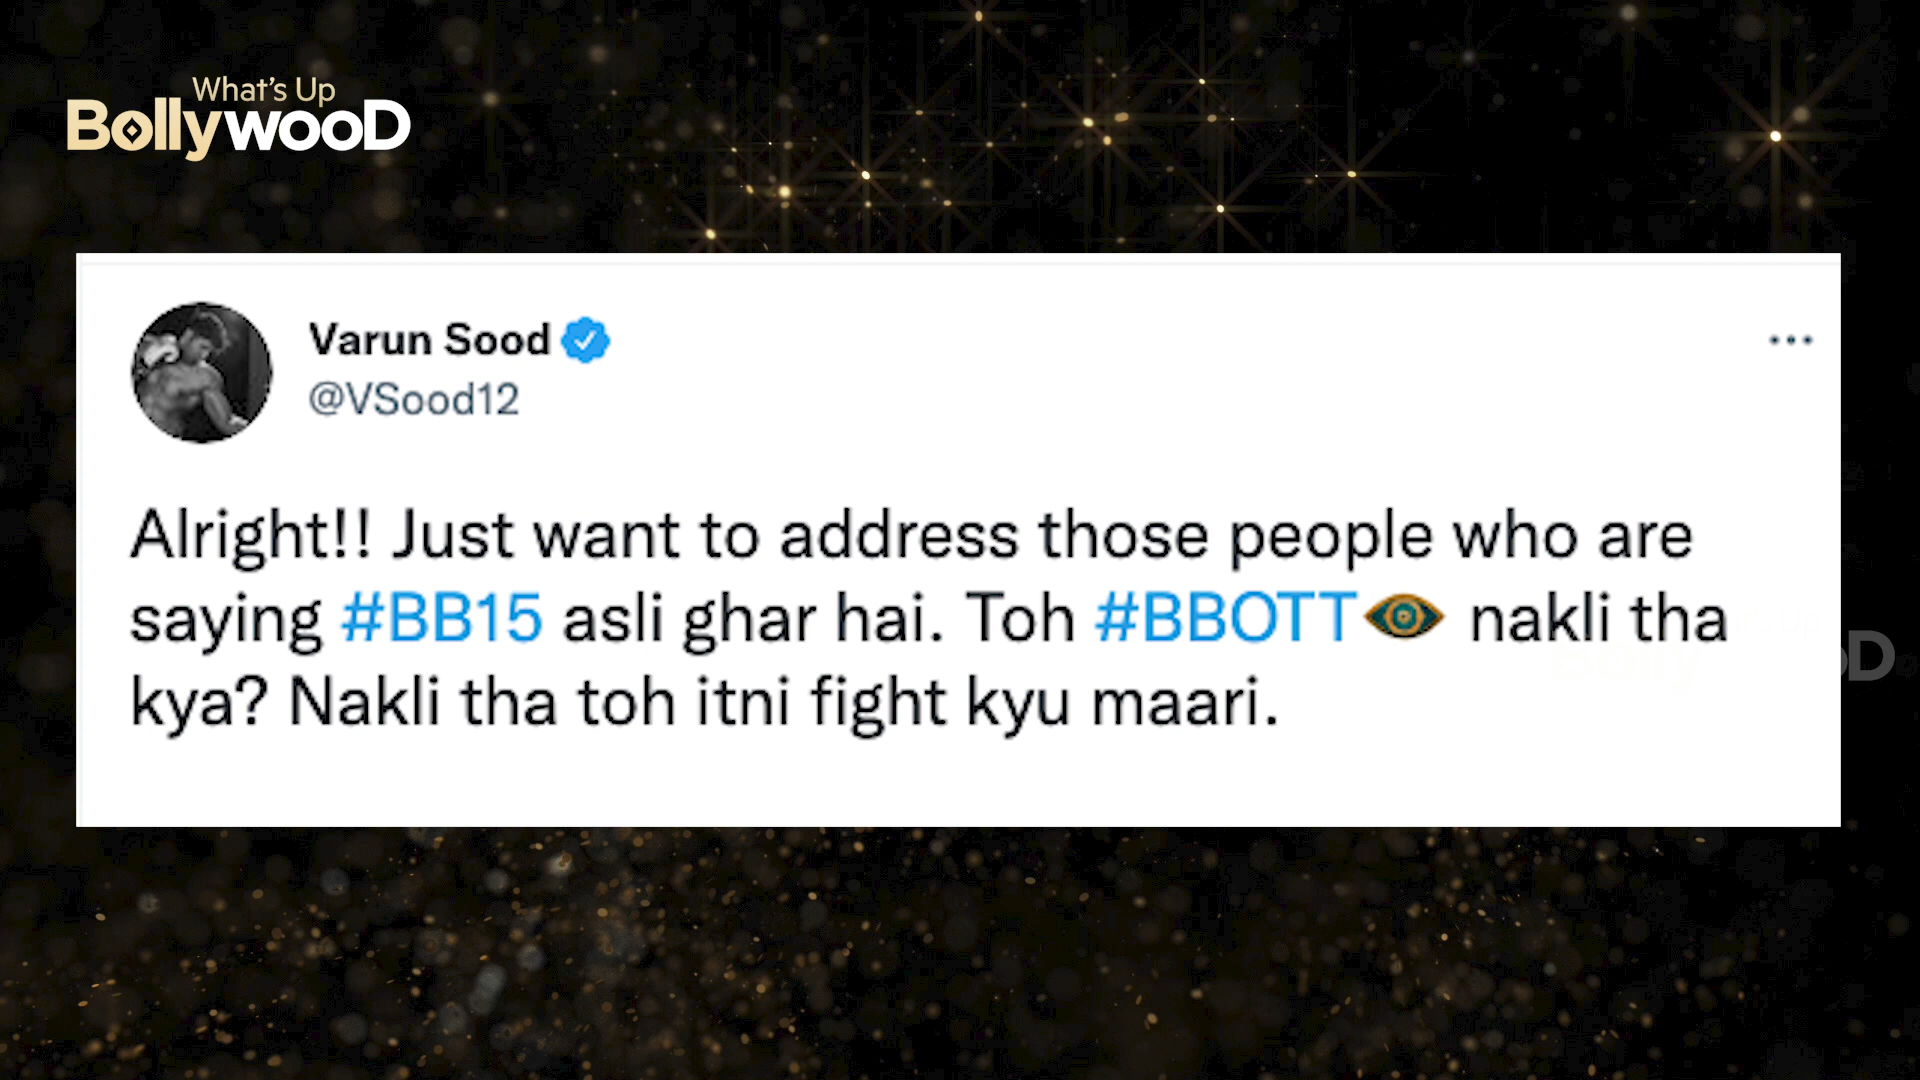 What's Up
BollywooD
Varun Sood
@VSood12
Alright!! Just want to address those people who are
saying #BB15 asli ghar hai. Toh #BBOTT nakli tha
kya? Nakli tha toh itni fight kyu maari.